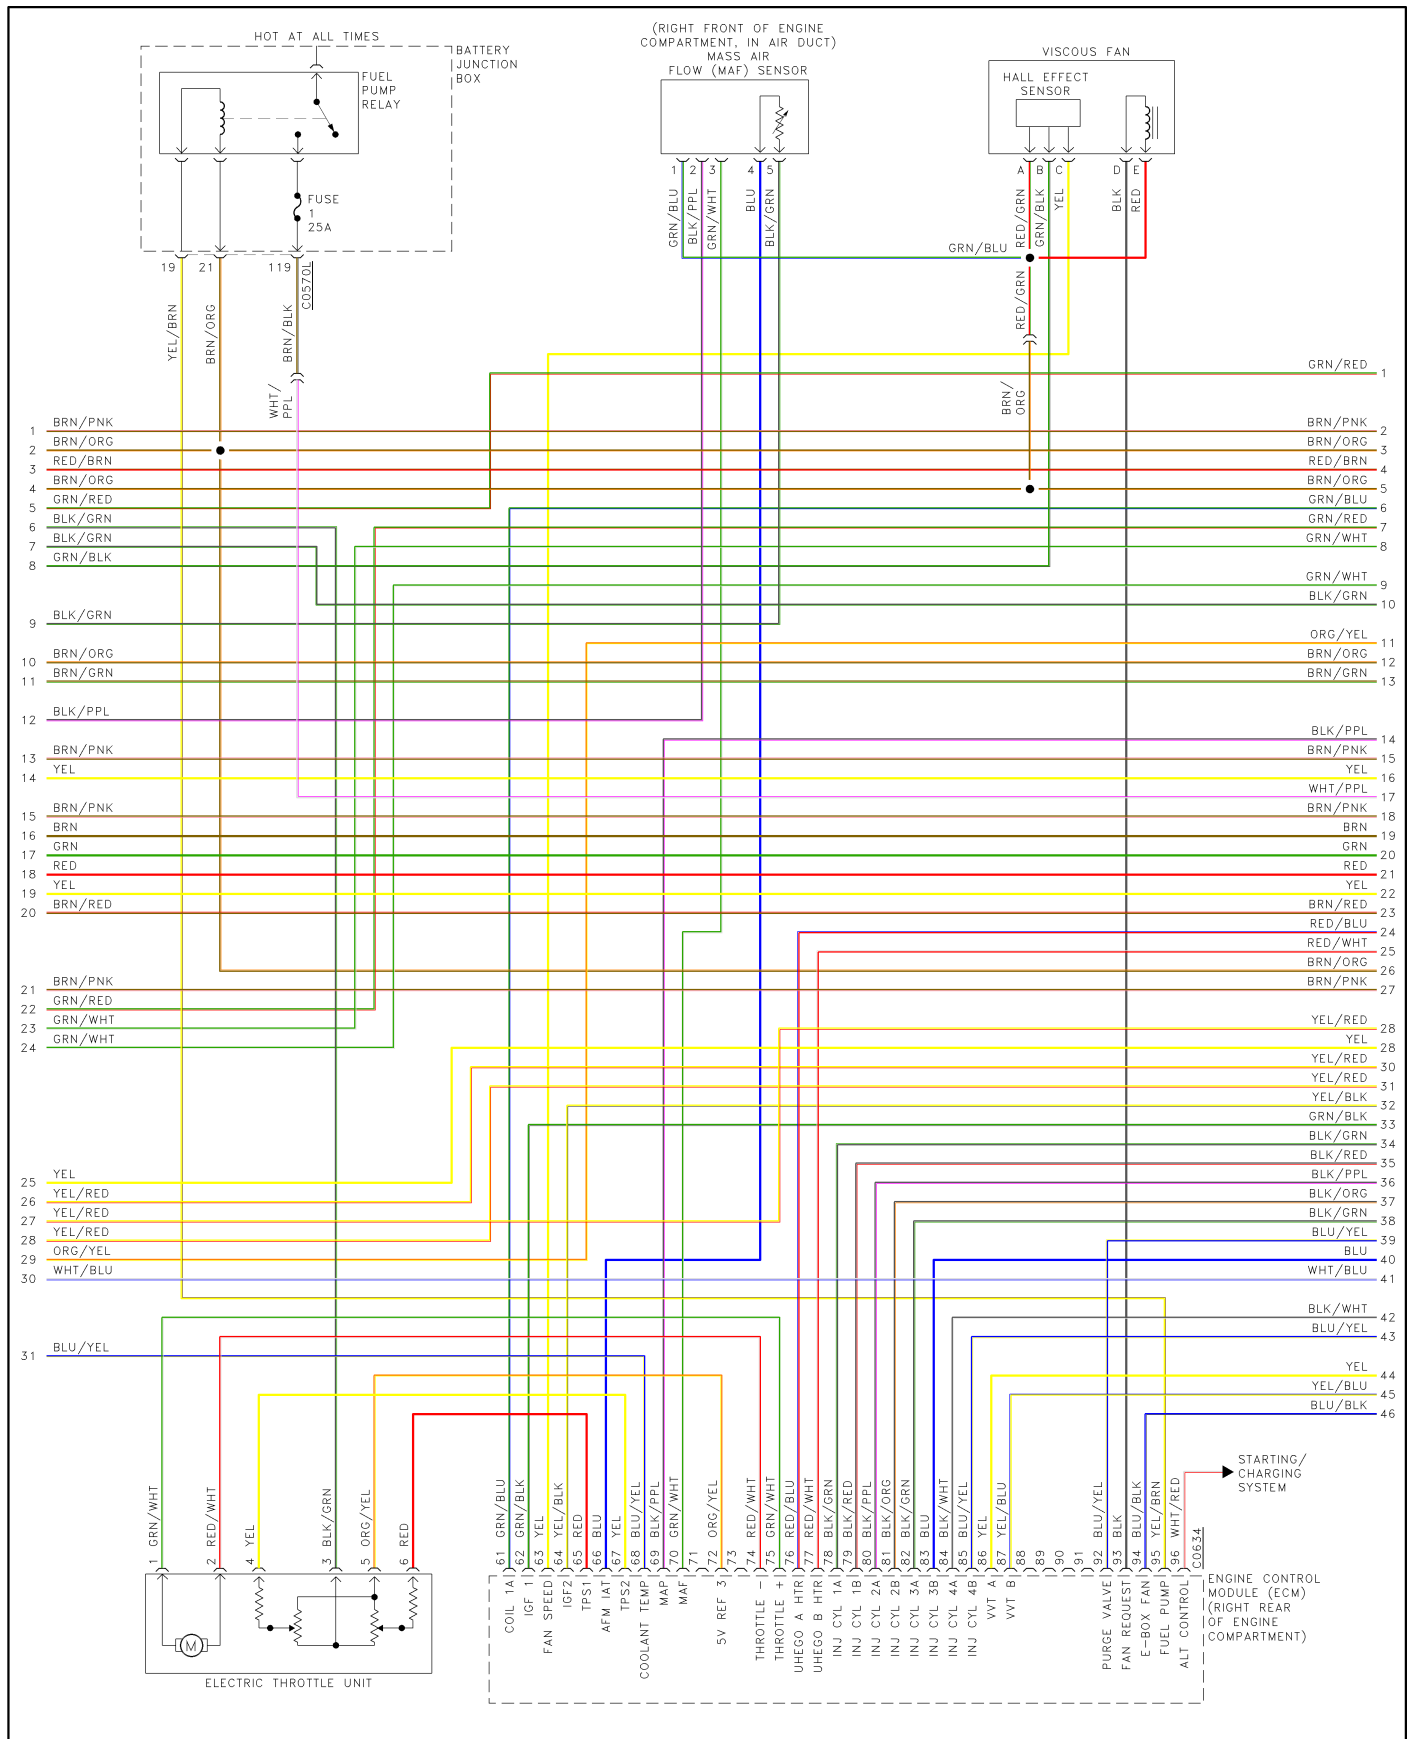 HOT AT ALL TIMES
BATTERY
JUNCTION
BOX
FUEL
PUMP
RELAY
FUSE
1
25A
19
21
119
C0570L
YEL/BRN
BRN/ORG
BRN/BLK
WHT/
PPL
(RIGHT FRONT OF ENGINE
COMPARTMENT, IN AIR DUCT)
MASS AIR
FLOW (MAF) SENSOR
1
2
3
4
5
GRN/BLU
BLK/PPL
GRN/WHT
BLU
BLK/GRN
VISCOUS FAN
HALL EFFECT
SENSOR
A
B
C
D
E
RED/GRN
GRN/BLK
YEL
BLK
RED
GRN/BLU
RED/GRN
BRN/
ORG
1 BRN/PNK
2 BRN/ORG
3 RED/BRN
4 BRN/ORG
5 GRN/RED
6 BLK/GRN
7 BLK/GRN
8 GRN/BLK
9 BLK/GRN
10 BRN/ORG
11 BRN/GRN
12 BLK/PPL
13 BRN/PNK
14 YEL
15 BRN/PNK
16 BRN
17 GRN
18 RED
19 YEL
20 BRN/RED
21 BRN/PNK
22 GRN/RED
23 GRN/WHT
24 GRN/WHT
25 YEL
26 YEL/RED
27 YEL/RED
28 YEL/RED
29 ORG/YEL
30 WHT/BLU
31 BLU/YEL
GRN/RED 1
BRN/PNK 2
BRN/ORG 3
RED/BRN 4
BRN/ORG 5
GRN/BLU 6
GRN/RED 7
GRN/WHT 8
GRN/WHT 9
BLK/GRN 10
ORG/YEL 11
BRN/ORG 12
BRN/GRN 13
BLK/PPL 14
BRN/PNK 15
YEL 16
WHT/PPL 17
BRN/PNK 18
BRN 19
GRN 20
RED 21
YEL 22
BRN/RED 23
RED/BLU 24
RED/WHT 25
BRN/ORG 26
BRN/PNK 27
YEL/RED 28
YEL 28
YEL/RED 30
YEL/RED 31
YEL/BLK 32
GRN/BLK 33
BLK/GRN 34
BLK/RED 35
BLK/PPL 36
BLK/ORG 37
BLK/GRN 38
BLU/YEL 39
BLU 40
WHT/BLU 41
BLK/WHT 42
BLU/YEL 43
YEL 44
YEL/BLU 45
BLU/BLK 46
STARTING/
CHARGING
SYSTEM
1 GRN/WHT
2 RED/WHT
4 YEL
3 BLK/GRN
5 ORG/YEL
6 RED
M
ELECTRIC THROTTLE UNIT
61 GRN/BLU
62 GRN/BLK
63 YEL
64 YEL/BLK
65 RED
66 BLU
67 YEL
68 BLU/YEL
69 BLK/PPL
70 GRN/WHT
71
72 ORG/YEL
73
74 RED/WHT
75 GRN/WHT
76 RED/BLU
77 RED/WHT
78 BLK/GRN
79 BLK/RED
80 BLK/PPL
81 BLK/ORG
82 BLK/GRN
83 BLU
84 BLK/WHT
85 BLU/YEL
86 YEL
87 YEL/BLU
88
89
90
91
92 BLU/YEL
93 BLK
94 BLU/BLK
95 YEL/BRN
96 WHT/RED
C0634
COIL 1A
IGF 1
FAN SPEED
IGF2
TPS1
AFM IAT
TPS2
COOLANT TEMP
MAP
MAF
5V REF 3
THROTTLE -
THROTTLE +
UHEGO A HTR
UHEGO B HTR
INJ CYL 1A
INJ CYL 1B
INJ CYL 2A
INJ CYL 2B
INJ CYL 3A
INJ CYL 3B
INJ CYL 4A
INJ CYL 4B
VVT A
VVT B
PURGE VALVE
FAN REQUEST
E-BOX FAN
FUEL PUMP
ALT CONTROL
ENGINE CONTROL
MODULE (ECM)
(RIGHT REAR
OF ENGINE
COMPARTMENT)